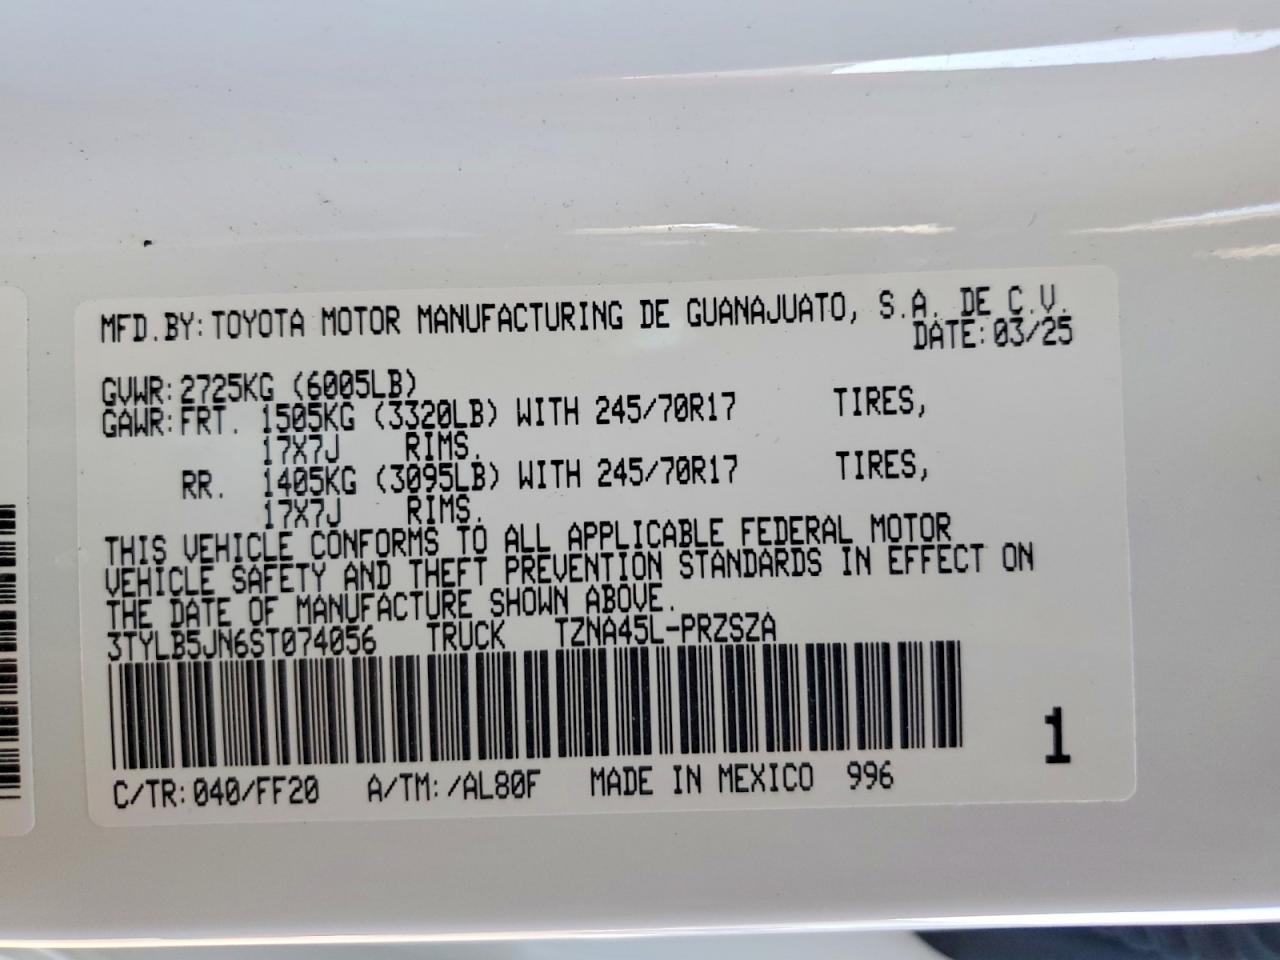 MFD.BY:TOYOTA MOTOR MANUFACTURING DE GUANAJUATO, S.A. DE C.V.
DATE:03/25
GVWR:2725KG (6005LB)
GAWR:FRT. 1505KG (3320LB) WITH 245/70R17 TIRES,
17X7J RIMS.
RR. 1405KG (3095LB) WITH 245/70R17 TIRES,
17X7J RIMS.
THIS VEHICLE CONFORMS TO ALL APPLICABLE FEDERAL MOTOR
VEHICLE SAFETY AND THEFT PREVENTION STANDARDS IN EFFECT ON
THE DATE OF MANUFACTURE SHOWN ABOVE.
3TYLB5JN6ST074056 TRUCK TZNA45L-PRZSZA
1
C/TR:040/FF20 A/TM:/AL80F MADE IN MEXICO 996